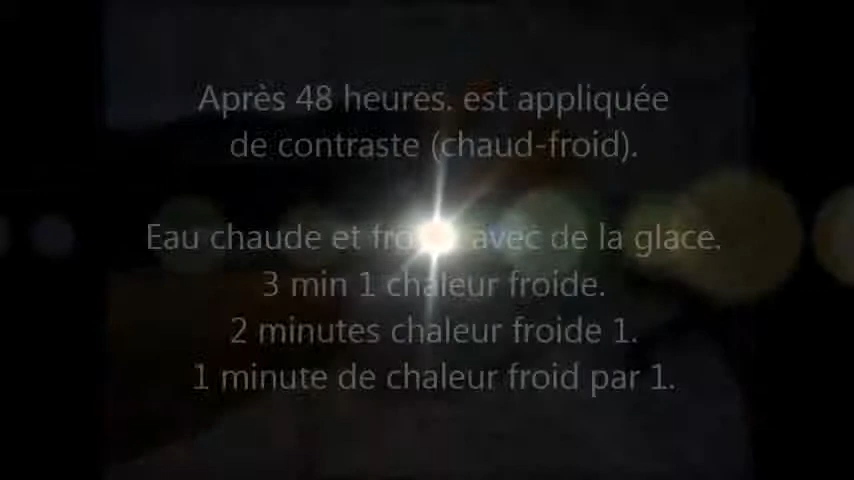 Après 48 heures. est appliquée
de contraste (chaud-froid).
Eau chaude et avec de la glace.
3 min 1 chaleur froide.
2 minutes chaleur froide 1.
1 minute de chaleur froid par 1.